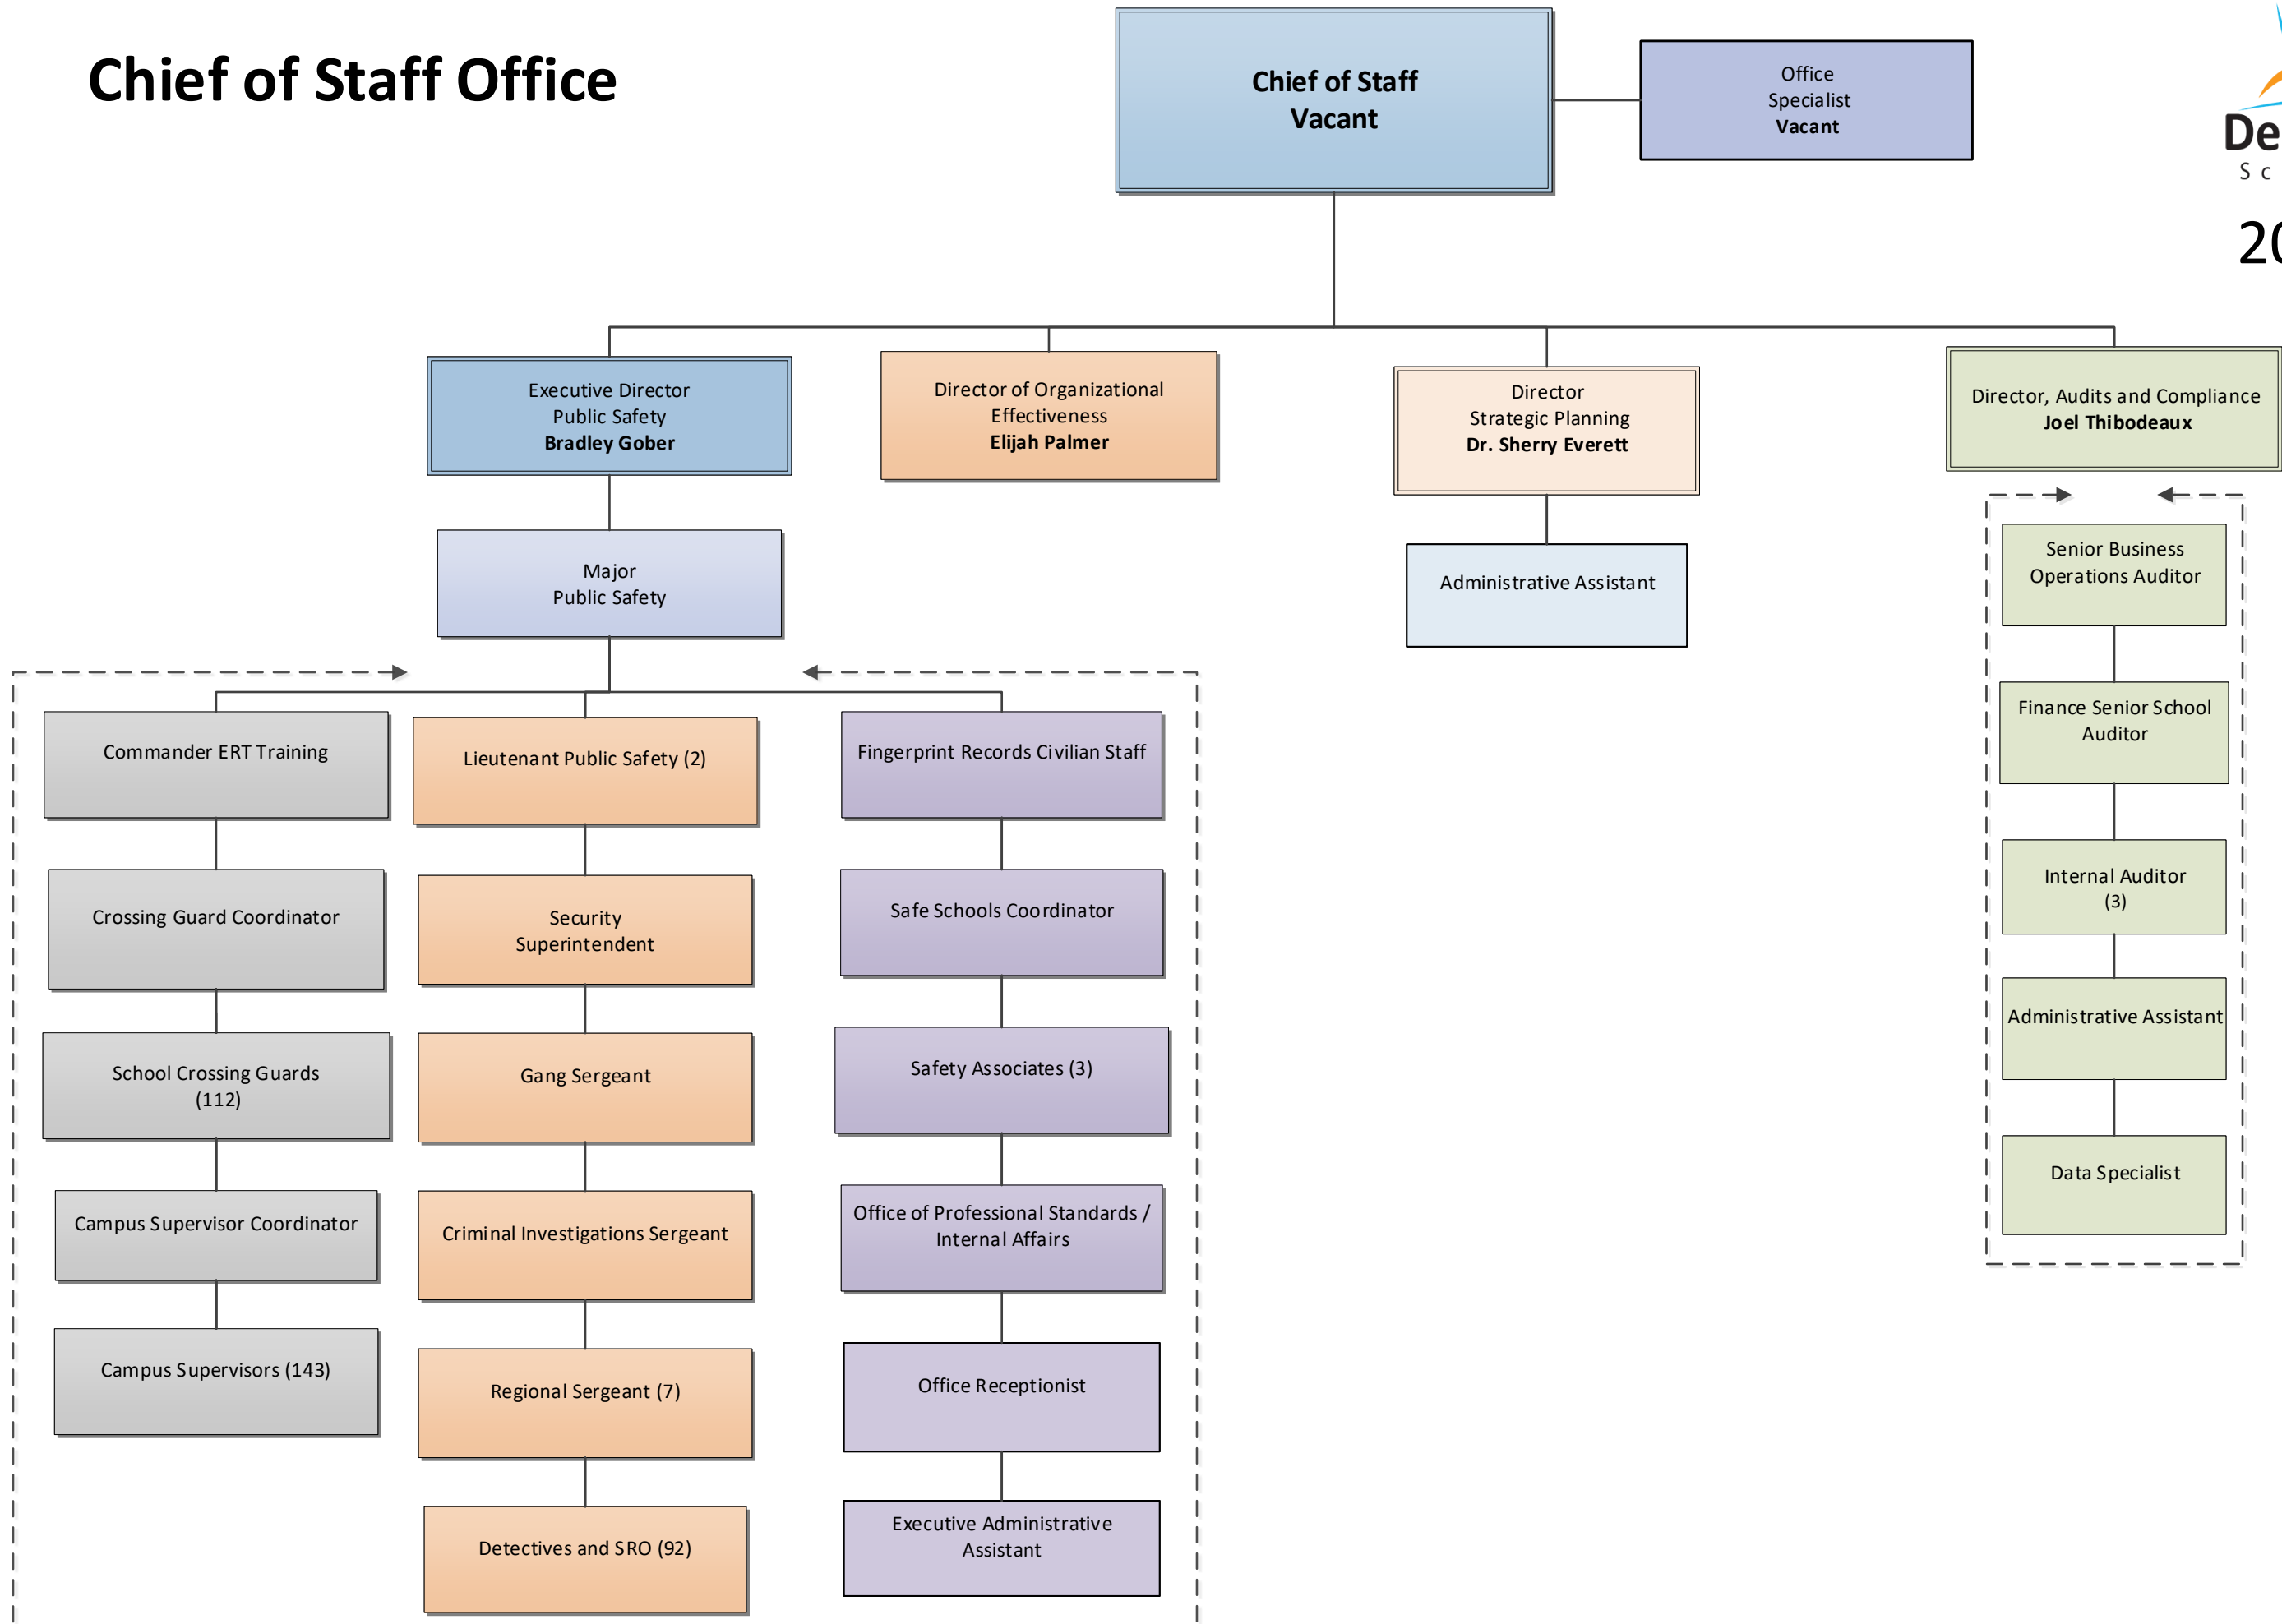 Chief of Staff Office
Chief of Staff
Vacant
Office
Specialist
Vacant
De
Sc
20
Executive Director
Public Safety
Bradley Gober
Director of Organizational
Effectiveness
Elijah Palmer
Director
Strategic Planning
Dr. Sherry Everett
Director, Audits and Compliance
Joel Thibodeaux
Major
Public Safety
Administrative Assistant
Senior Business
Operations Auditor
Finance Senior School
Auditor
Internal Auditor
(3)
Administrative Assistant
Data Specialist
Commander ERT Training
Crossing Guard Coordinator
School Crossing Guards
(112)
Campus Supervisor Coordinator
Campus Supervisors (143)
Lieutenant Public Safety (2)
Security
Superintendent
Gang Sergeant
Criminal Investigations Sergeant
Regional Sergeant (7)
Detectives and SRO (92)
Fingerprint Records Civilian Staff
Safe Schools Coordinator
Safety Associates (3)
Office of Professional Standards /
Internal Affairs
Office Receptionist
Executive Administrative
Assistant